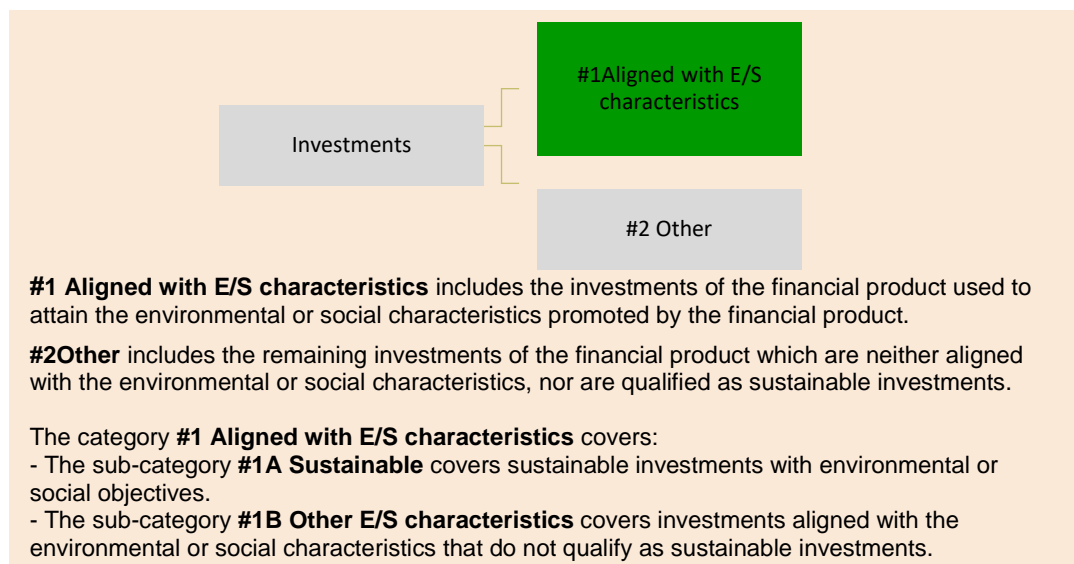 #1Aligned with E/S
characteristics
Investments
#2 Other
#1 Aligned with E/S characteristics includes the investments of the financial product used to
attain the environmental or social characteristics promoted by the financial product.
#2Other includes the remaining investments of the financial product which are neither aligned
with the environmental or social characteristics, nor are qualified as sustainable investments.
The category #1 Aligned with E/S characteristics covers:
- The sub-category #1A Sustainable covers sustainable investments with environmental or
social objectives.
- The sub-category #1B Other E/S characteristics covers investments aligned with the
environmental or social characteristics that do not qualify as sustainable investments.